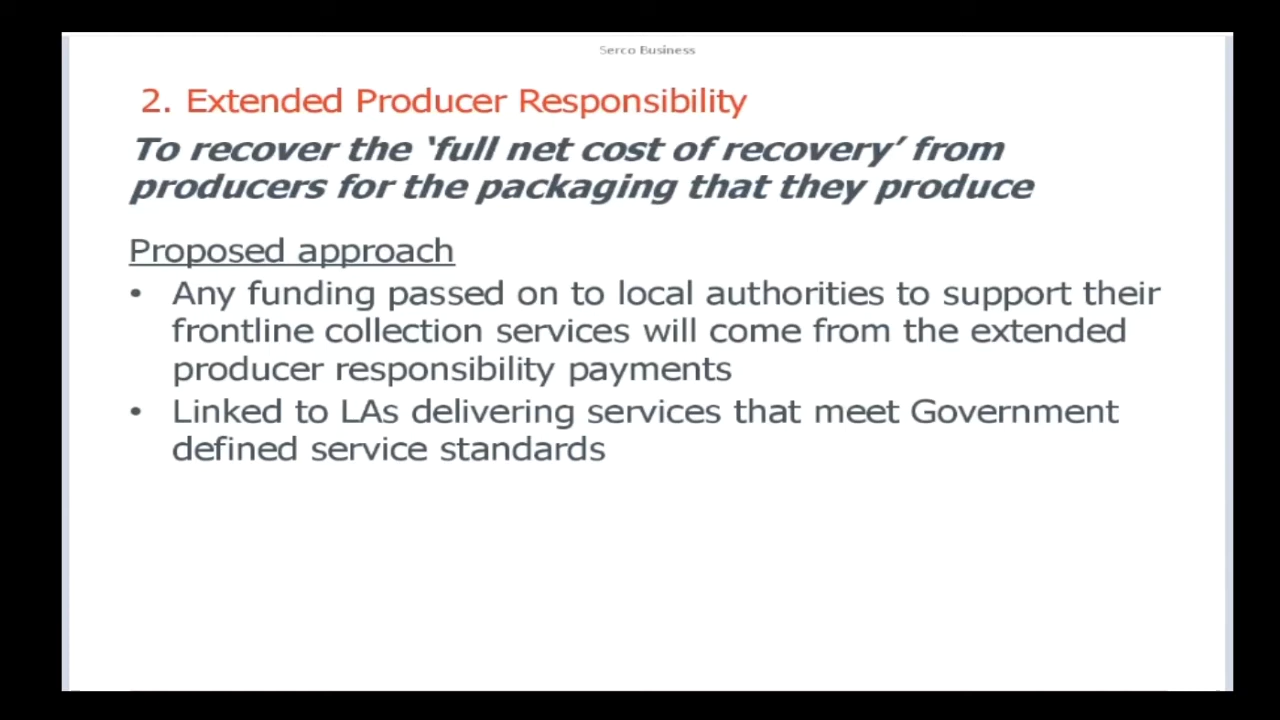 Serco Business
2. Extended Producer Responsibility
To recover the ‘full net cost of recovery’ from
producers for the packaging that they produce
Proposed approach
• Any funding passed on to local authorities to support their
frontline collection services will come from the extended
producer responsibility payments
• Linked to LAs delivering services that meet Government
defined service standards